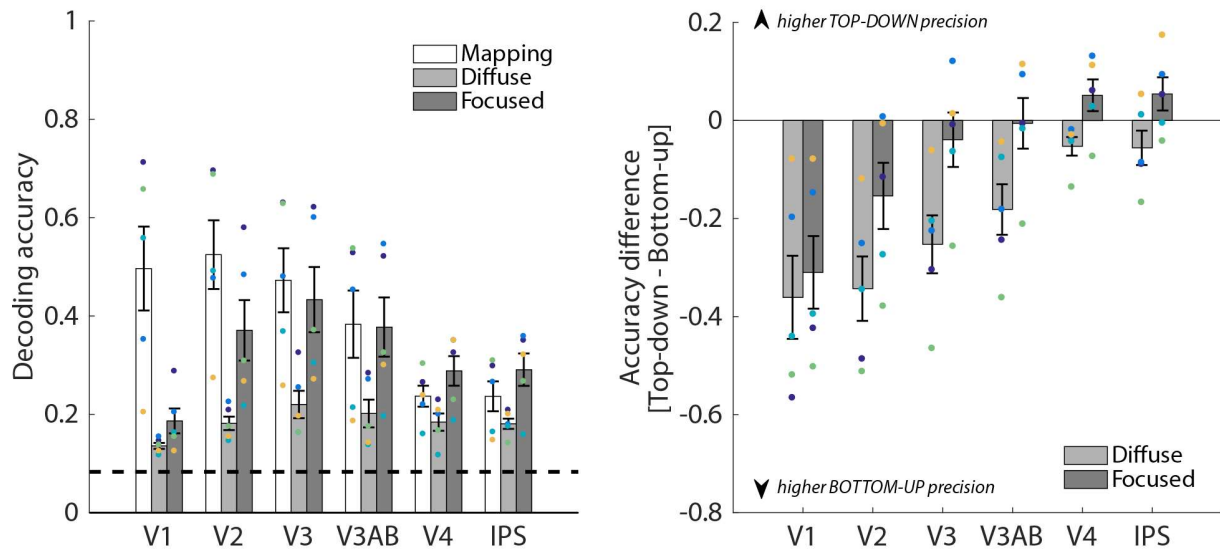 Decoding accuracy
1
0.8
0.6
0.4
0.2
0
Mapping
Diffuse
Focused
V1 V2 V3 V3AB V4 IPS
Accuracy difference
[Top-down - Bottom-up]
0.2
0
-0.2
-0.4
-0.6
-0.8
higher TOP-DOWN precision
higher BOTTOM-UP precision
Diffuse
Focused
V1 V2 V3 V3AB V4 IPS